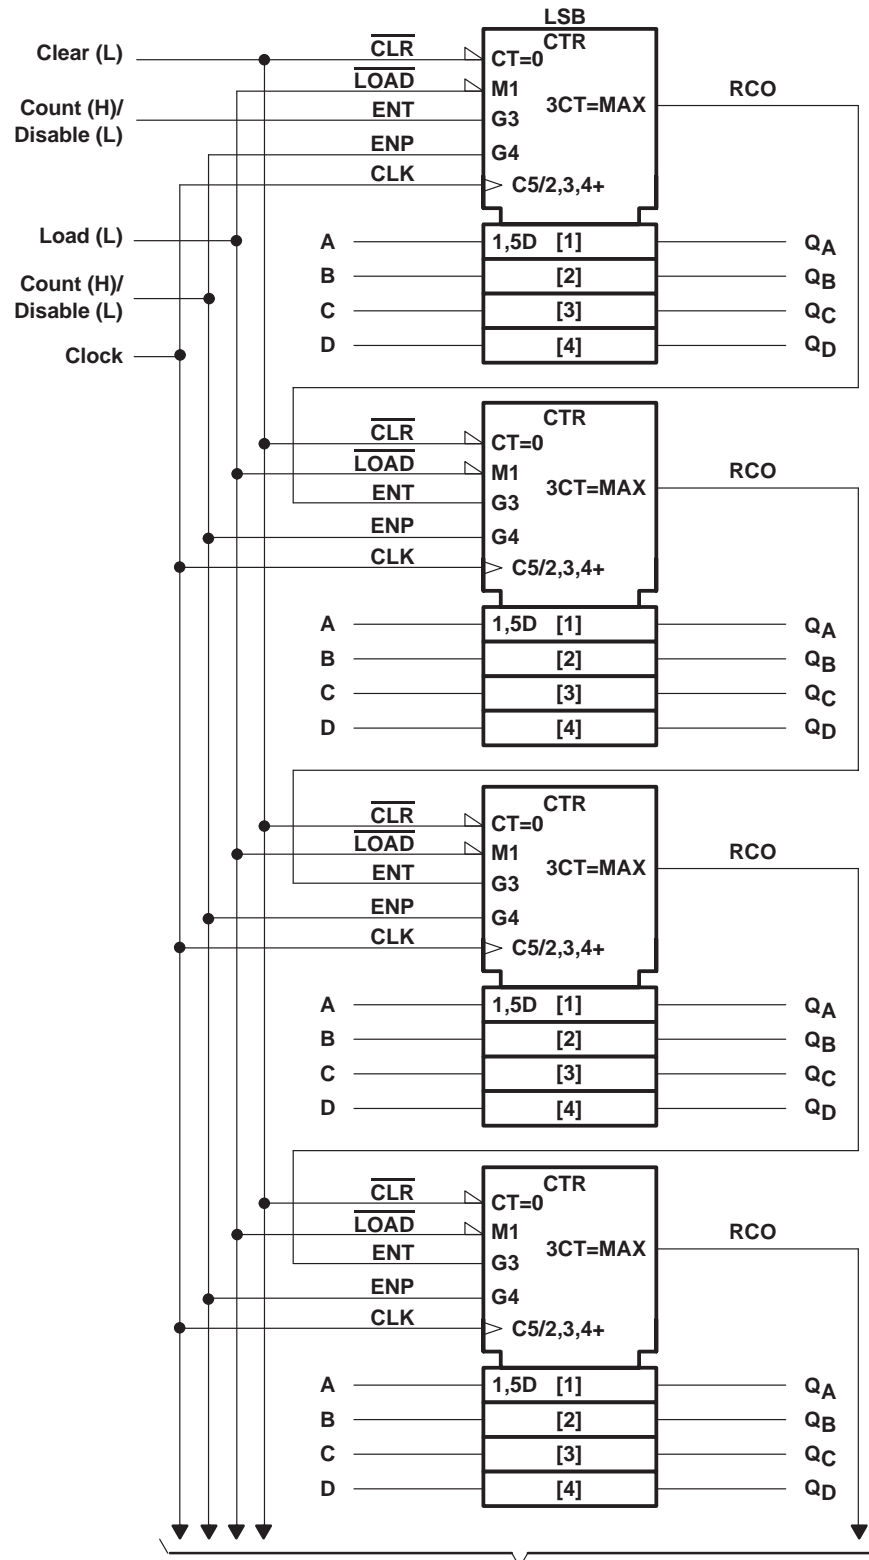 LSB
Clear (L)
CLR
CTR
CT=0
LOAD
M1
Count (H)/
Disable (L)
ENT
G3
3CT=MAX
RCO
ENP
G4
CLK
C5/2,3,4+
Load (L)
A
1,5D [1]
QA
Count (H)/
Disable (L)
B
[2]
QB
C
[3]
QC
Clock
D
[4]
QD
CTR
CLR
CT=0
LOAD
M1
3CT=MAX
RCO
ENT
G3
ENP
G4
CLK
C5/2,3,4+
A
1,5D [1]
QA
B
[2]
QB
C
[3]
QC
D
[4]
QD
CTR
CLR
CT=0
LOAD
M1
3CT=MAX
RCO
ENT
G3
ENP
G4
CLK
C5/2,3,4+
A
1,5D [1]
QA
B
[2]
QB
C
[3]
QC
D
[4]
QD
CTR
CLR
CT=0
LOAD
M1
3CT=MAX
RCO
ENT
G3
ENP
G4
CLK
C5/2,3,4+
A
1,5D [1]
QA
B
[2]
QB
C
[3]
QC
D
[4]
QD